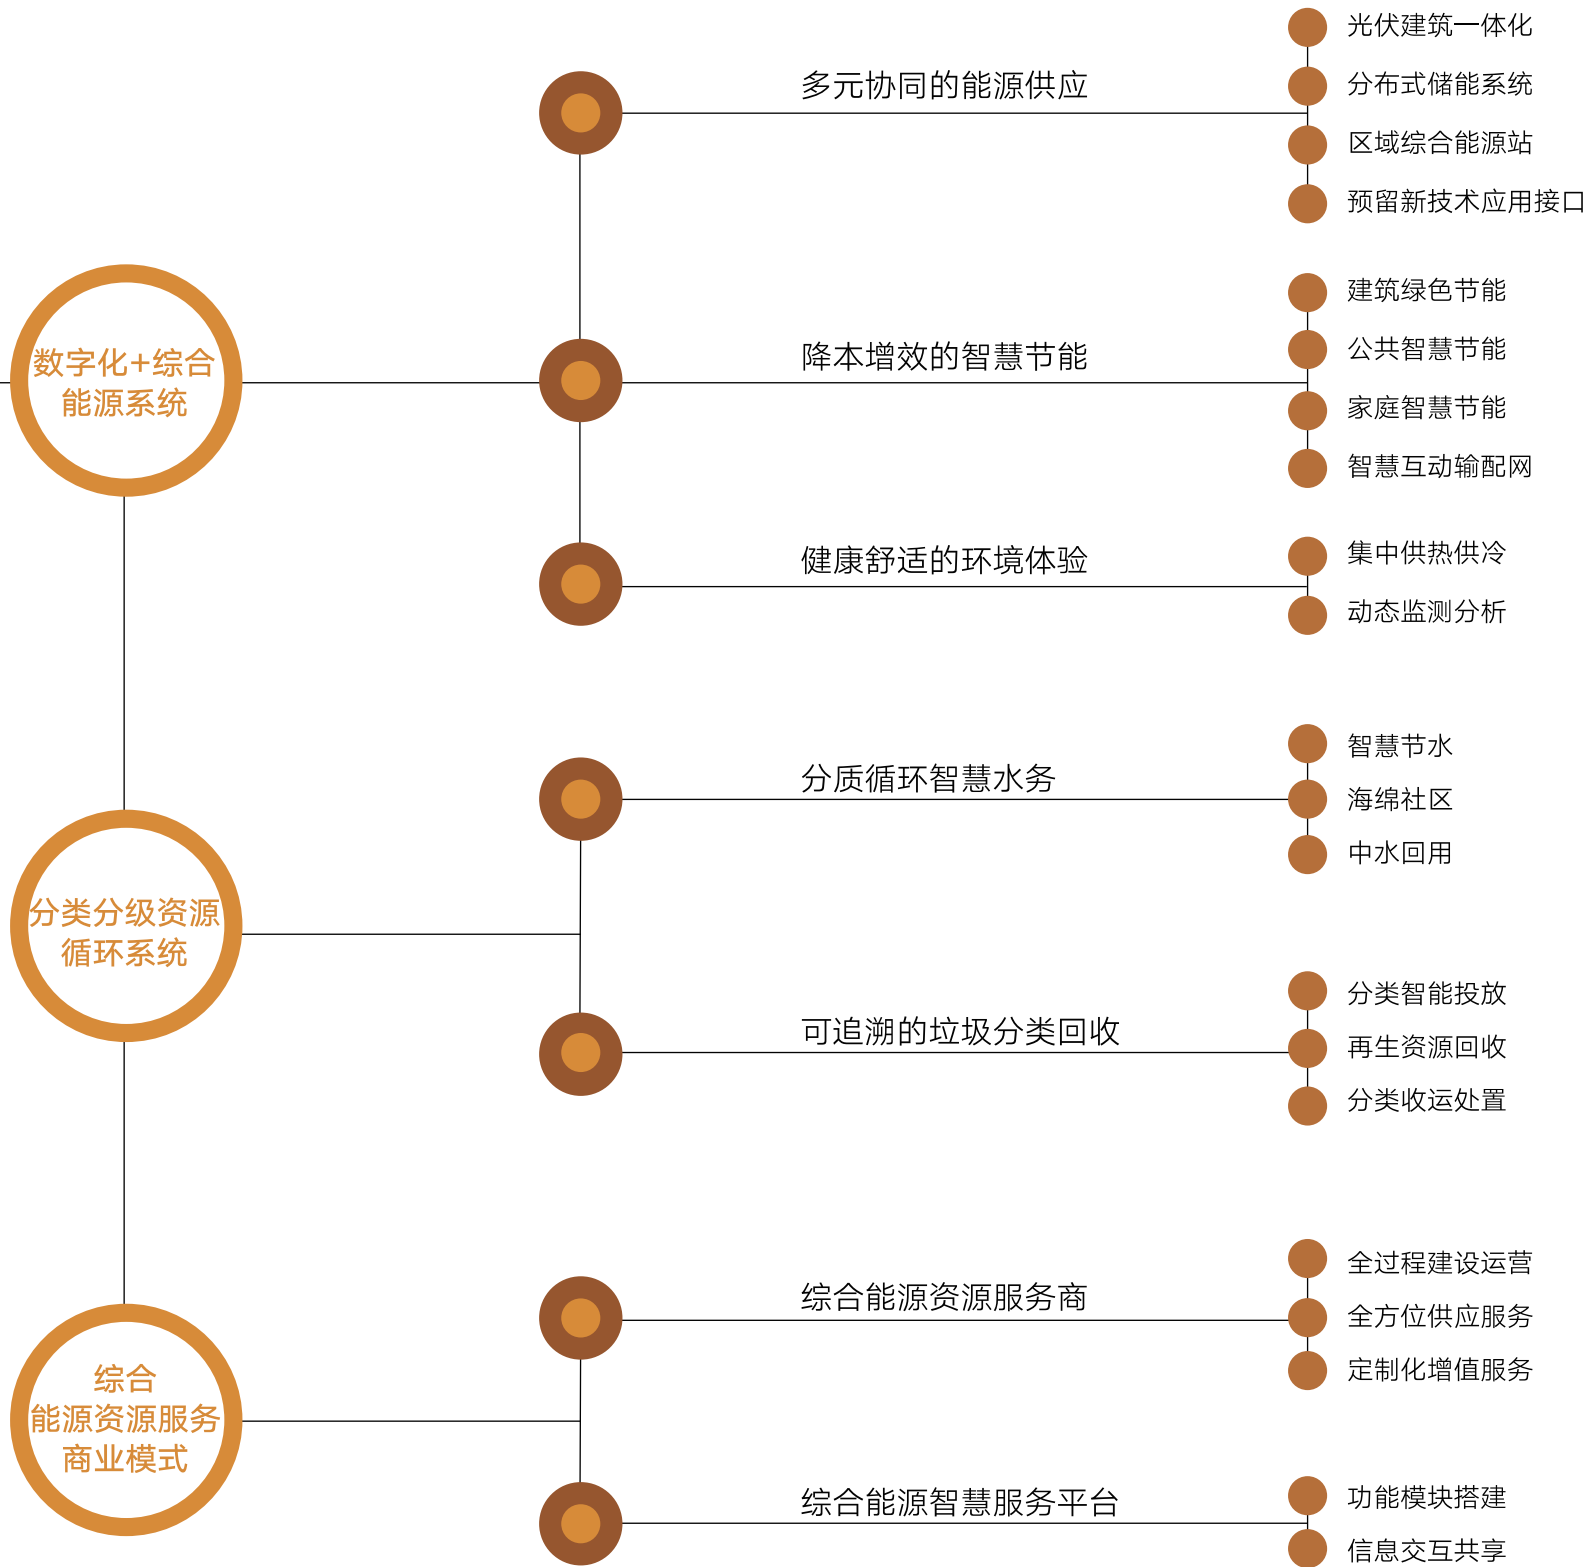 数字化+综合
能源系统
多元协同的能源供应
光伏建筑一体化
分布式储能系统
区域综合能源站
预留新技术应用接口
降本增效的智慧节能
建筑绿色节能
公共智慧节能
家庭智慧节能
智慧互动输配网
健康舒适的环境体验
集中供热供冷
动态监测分析
分类分级资源
循环系统
分质循环智慧水务
智慧节水
海绵社区
中水回用
可追溯的垃圾分类回收
分类智能投放
再生资源回收
分类收运处置
综合
能源资源服务
商业模式
综合能源资源服务商
全过程建设运营
全方位供应服务
定制化增值服务
综合能源智慧服务平台
功能模块搭建
信息交互共享